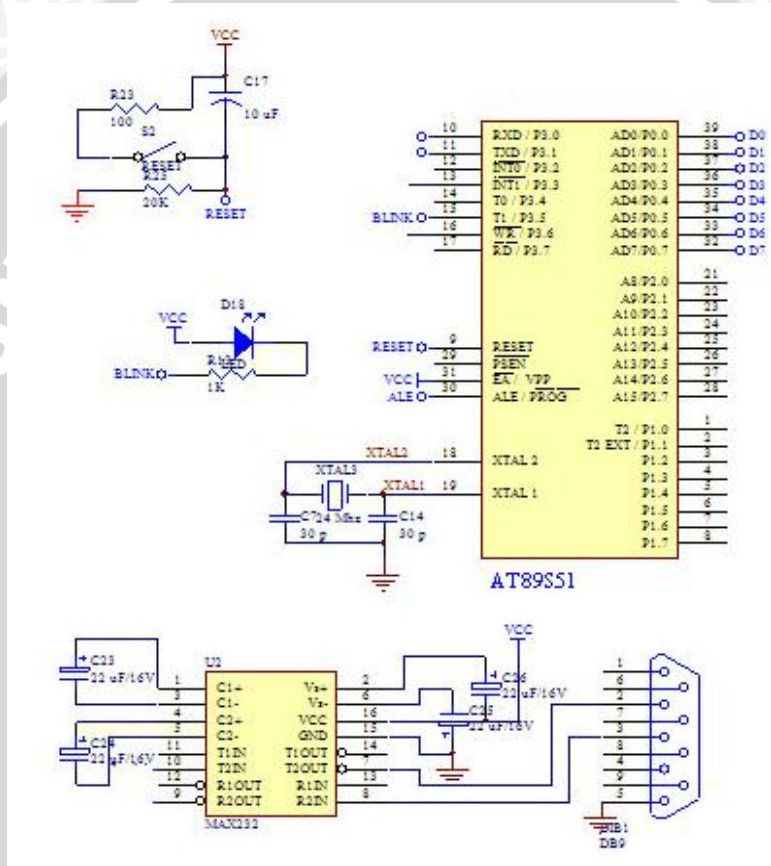 VCC
R23
C17
100
10 uF
S2
RESET
R25
20K
RESET
D18
VCC
LED
BLINK
1K
10 RXD / P3.0 AD0/P0.0 39 D0
11 TXD / P3.1 AD1/P0.1 38 D1
12 INT0 / P3.2 AD2/P0.2 37 D2
13 INT1 / P3.3 AD3/P0.3 36 D3
14 T0 / P3.4 AD4/P0.4 35 D4
BLINK 15 T1 / P3.5 AD5/P0.5 34 D5
16 WR / P3.6 AD6/P0.6 33 D6
17 RD / P3.7 AD7/P0.7 32 D7
A8/P2.0 21
A9/P2.1 22
A10/P2.2 23
A11/P2.3 24
RESET 9 RESET A12/P2.4 25
29 PSEN A13/P2.5 26
VCC 31 EA / VPP A14/P2.6 27
ALE 30 ALE / PROG A15/P2.7 28
T2 / P1.0 1
T2 EXT / P1.1 2
XTAL2 18 XTAL 2 P1.2 3
XTAL3 P1.3 4
XTAL1 19 XTAL 1 P1.4 5
P1.5 6
P1.6 7
P1.7 8
24 Mhz C14
30 p 30 p
AT89S51
VCC
U2
C23
22 uF/16V
C24
22 uF/16V
1 C1+ Vs+ 2
3 C1- Vs- 6
4 C2+ VCC 16
5 C2- GND 15
11 T1IN T1OUT 14
10 T2IN T2OUT 7
12 R1OUT R1IN 13
9 R2OUT R2IN 8
MAX232
C26
22 uF/16V
C25
22 uF/16V
1
6
2
7
3
8
4
9
5
DB9